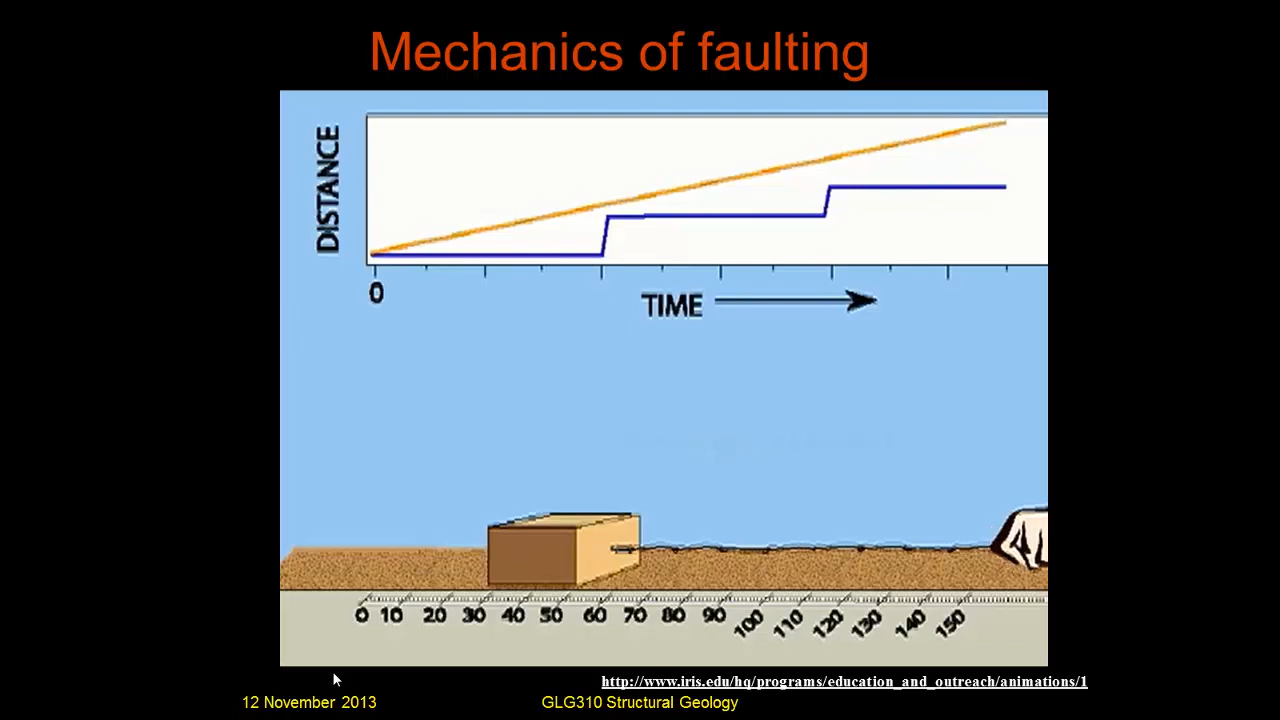 Mechanics of faulting
DISTANCE
0
TIME
0 10 20 30 40 50 60 70 80 90 100 110 120 130 140 150
http://www.iris.edu/hq/programs/education_and_outreach/animations/1
12 November 2013
GLG310 Structural Geology